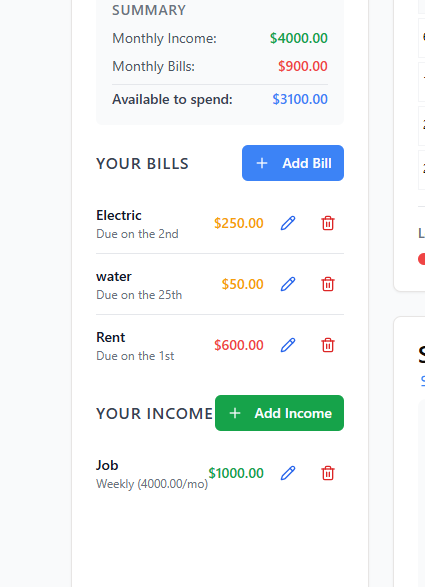 SUMMARY
Monthly Income: $4000.00
Monthly Bills: $900.00
Available to spend: $3100.00
YOUR BILLS + Add Bill
Electric
Due on the 2nd
$250.00
water
Due on the 25th
$50.00
Rent
Due on the 1st
$600.00
YOUR INCOME + Add Income
Job
Weekly (4000.00/mo)
$1000.00